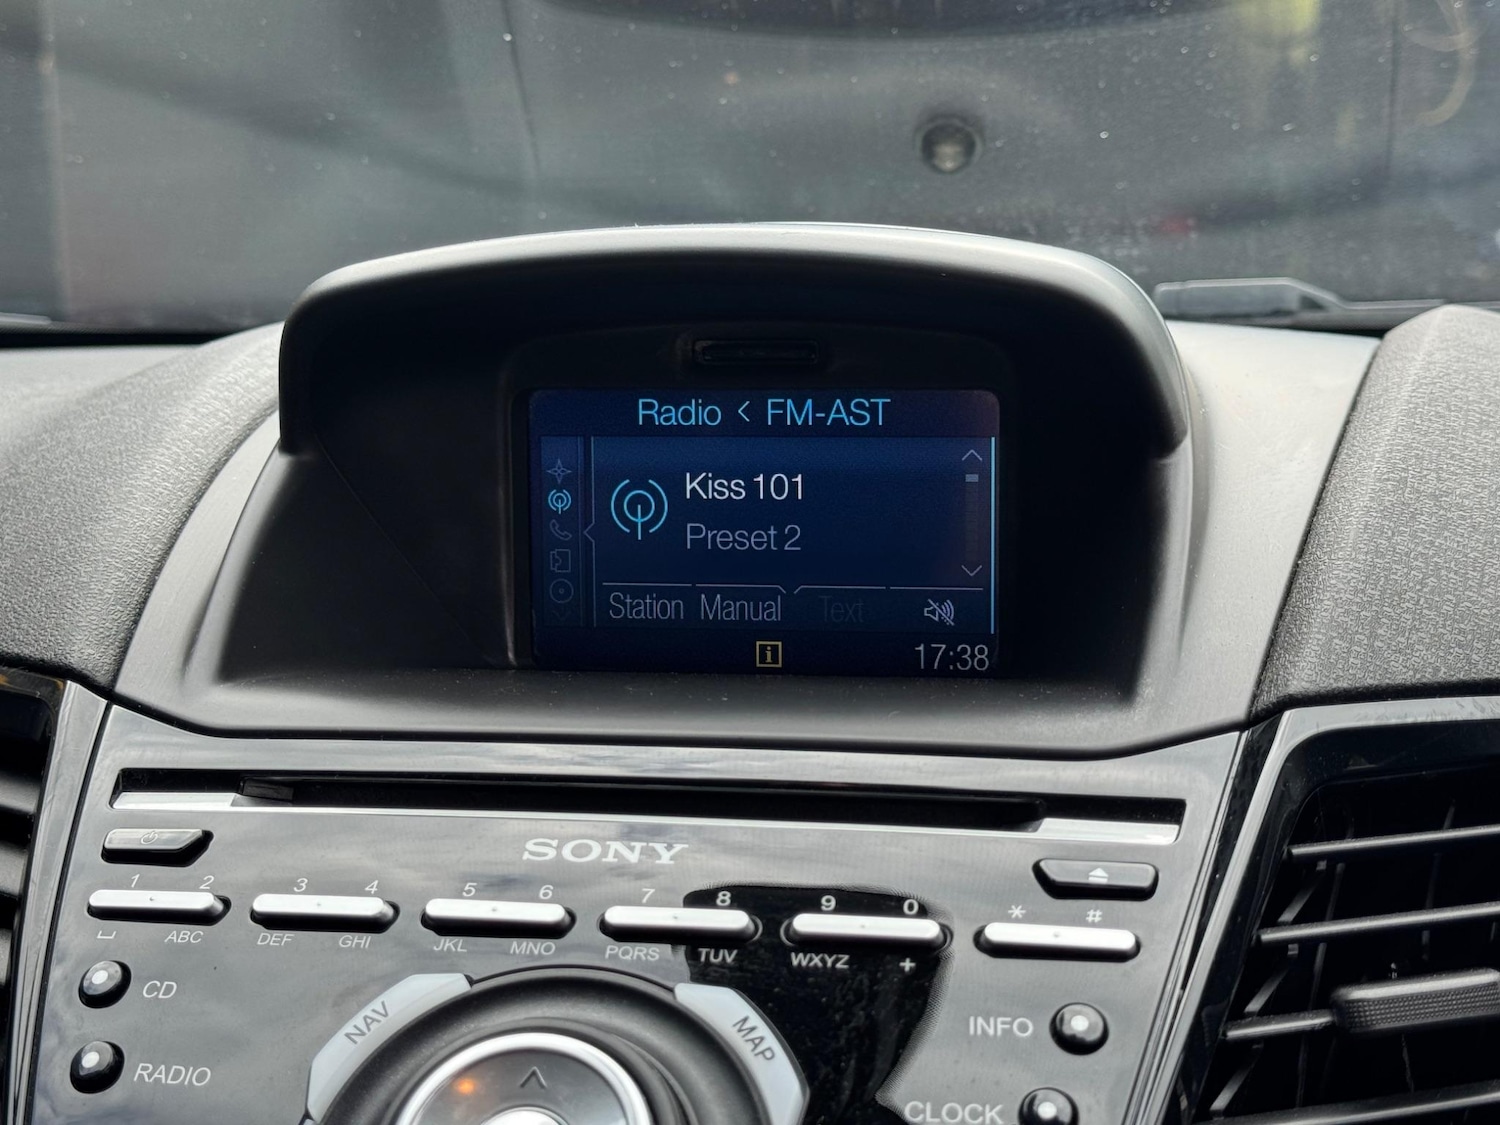 Radio < FM-AST
Kiss 101
Preset 2
Station Manual Text
i 17:38
SONY
1 2 3 4 5 6 7 8 9 0 * #
ABC DEF GHI JKL MNO PQRS TUV WXYZ +
CD
NAV
MAP
INFO
RADIO
CLOCK